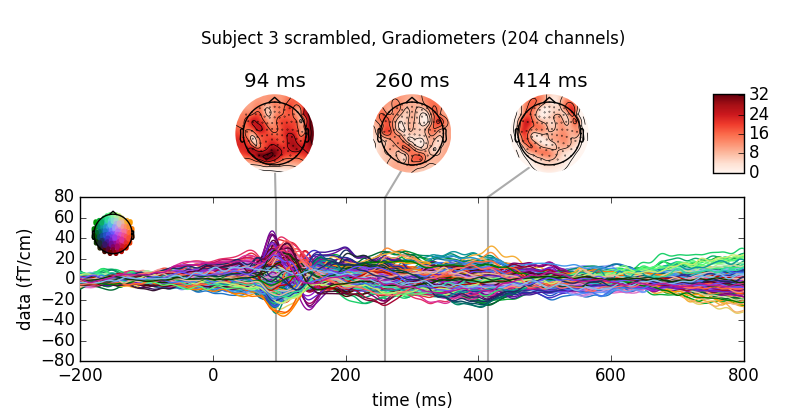 Subject 3 scrambled, Gradiometers (204 channels)
94 ms 260 ms 414 ms
32
24
16
8
0
80
60
40
20
0
−20
−40
−60
−80
data (fT/cm)
−200 0 200 400 600 800
time (ms)